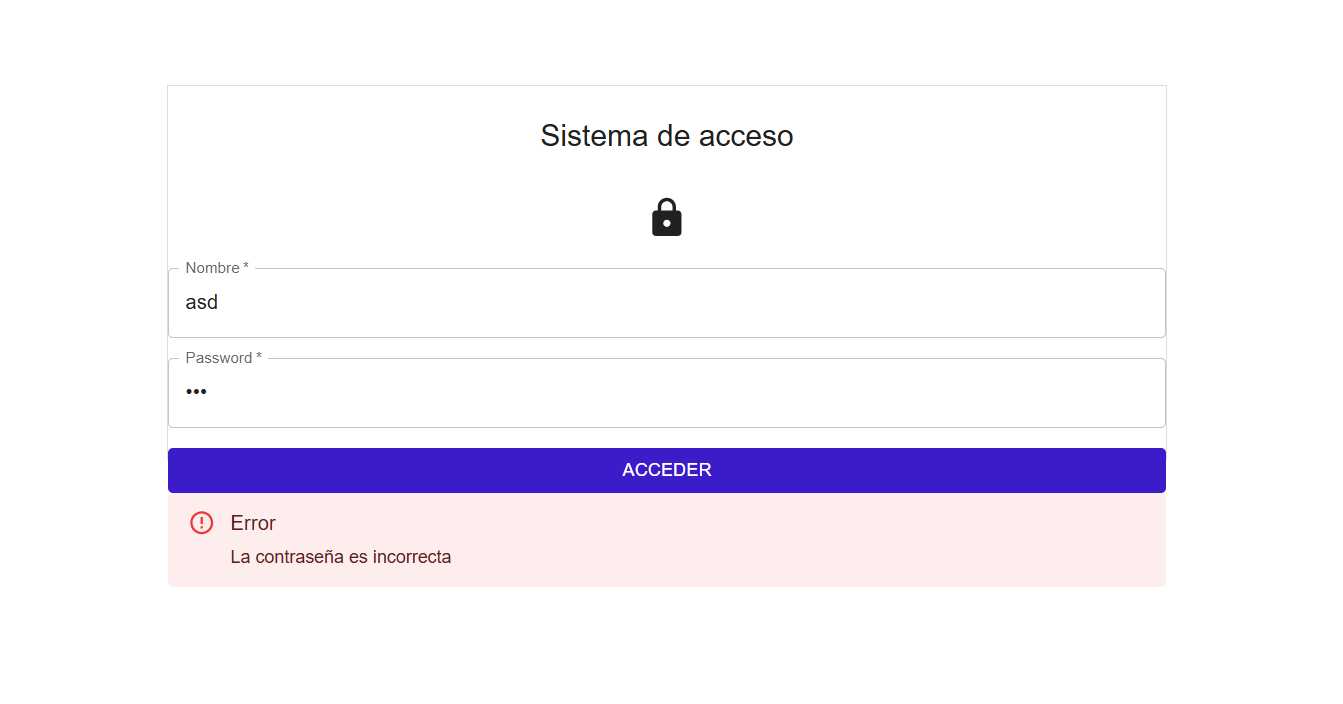 Sistema de acceso
Nombre *
asd
Password *
•••
ACCEDER
Error
La contraseña es incorrecta